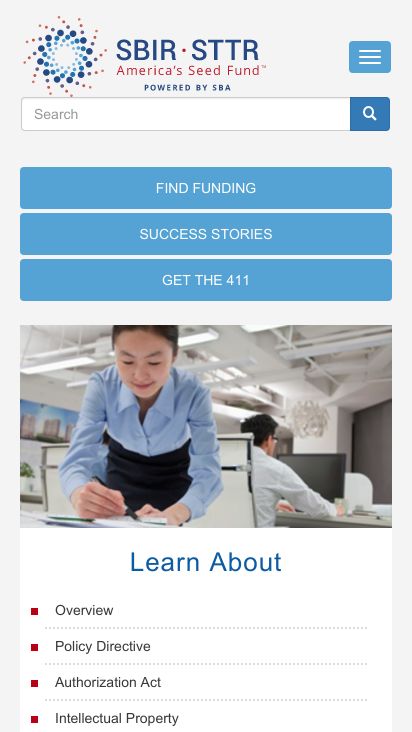 SBIR·STTR
America's Seed Fund™
POWERED BY SBA
Search
FIND FUNDING
SUCCESS STORIES
GET THE 411
Learn About
Overview
Policy Directive
Authorization Act
Intellectual Property